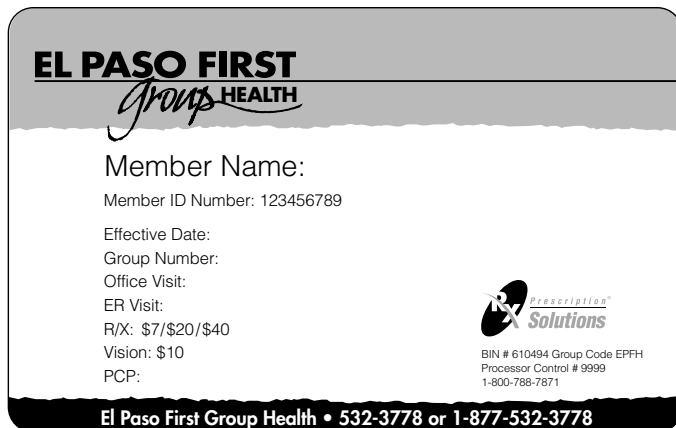 EL PASO FIRST
Group HEALTH
Member Name:
Member ID Number: 123456789
Effective Date:
Group Number:
Office Visit:
ER Visit:
R/X: $7/$20/$40
Vision: $10
PCP:
RX Prescription®
Solutions
BIN # 610494 Group Code EPFH
Processor Control # 9999
1-800-788-7871
El Paso First Group Health • 532-3778 or 1-877-532-3778